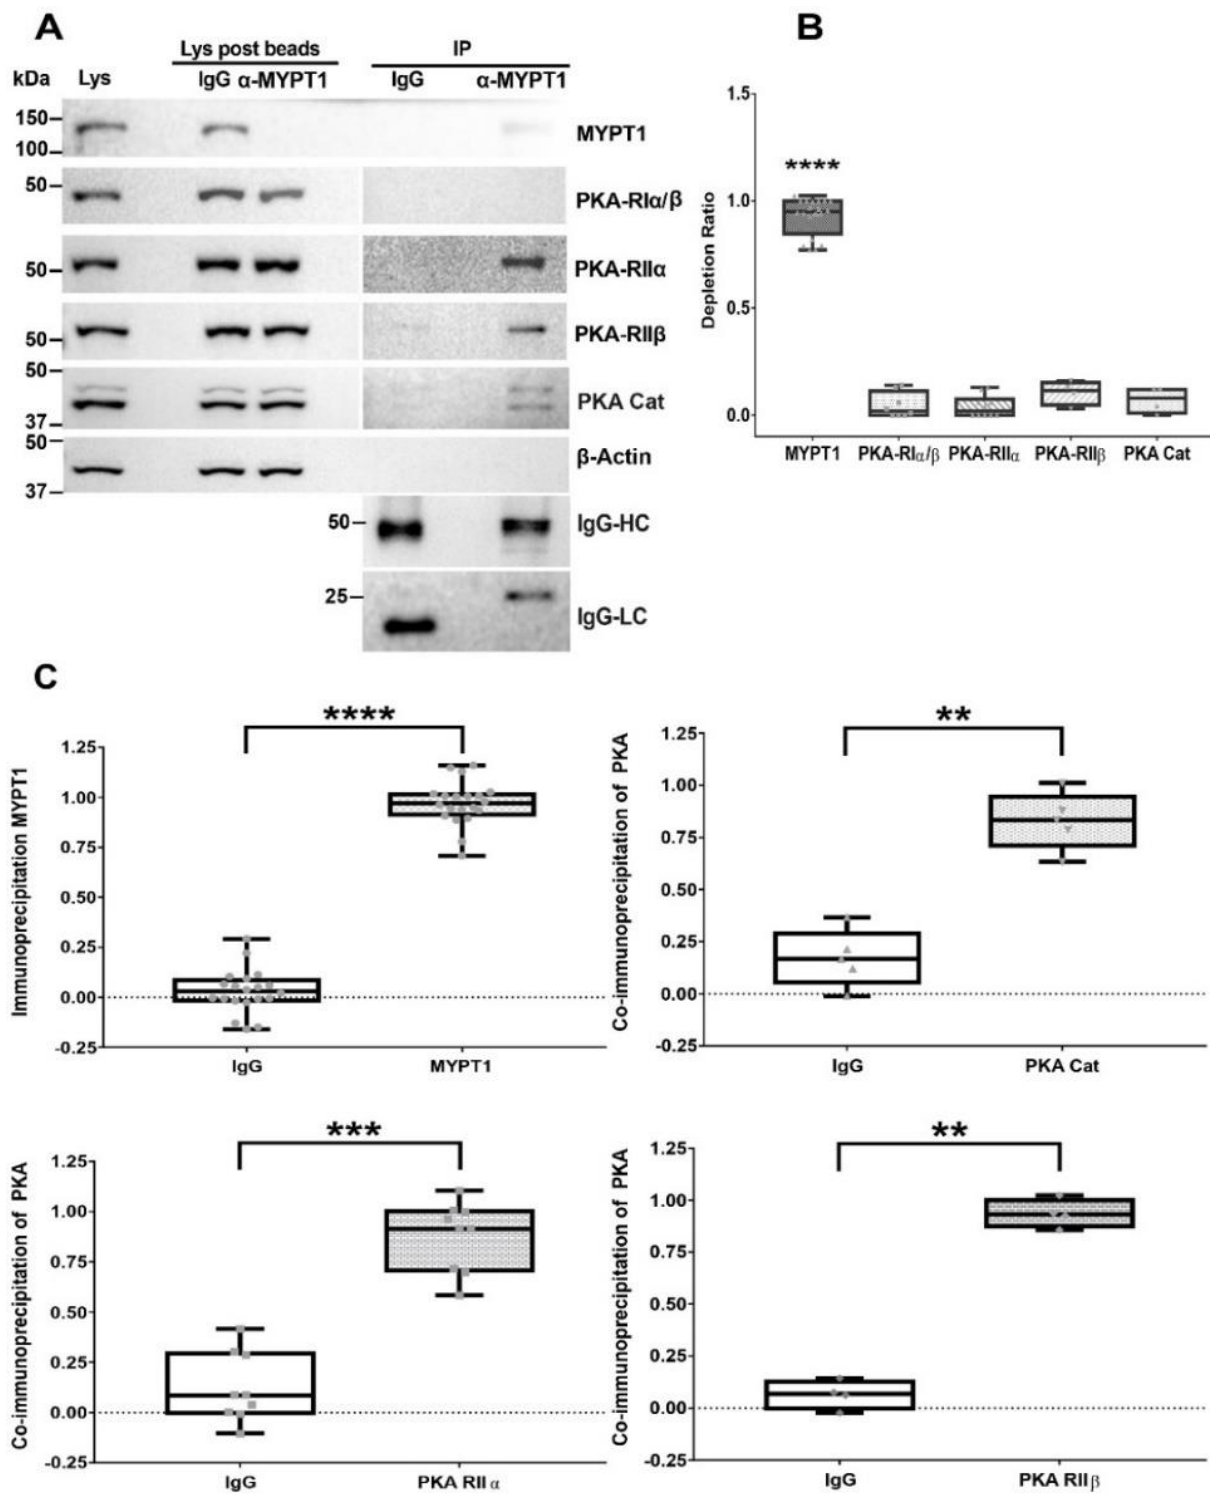 A
Lys post beads IP
kDa Lys IgG α-MYPT1 IgG α-MYPT1
150
100
MYPT1
50
PKA-RIα/β
50
PKA-RIIα
50
PKA-RIIβ
50
37
PKA Cat
50
37
β-Actin
50
IgG-HC
25
IgG-LC
B
Depletion Ratio
1.5
1.0
0.5
0.0
****
MYPT1 PKA-RIα/β PKA-RIIα PKA-RIIβ PKA Cat
C
Immunoprecipitation MYPT1
1.25
1.00
0.75
0.50
0.25
0.00
-0.25
****
IgG MYPT1
Co-immunoprecipitation of PKA
1.25
1.00
0.75
0.50
0.25
0.00
-0.25
**
IgG PKA Cat
Co-immunoprecipitation of PKA
1.25
1.00
0.75
0.50
0.25
0.00
-0.25
***
IgG PKA RII α
Co-immunoprecipitation of PKA
1.25
1.00
0.75
0.50
0.25
0.00
-0.25
**
IgG PKA RII β